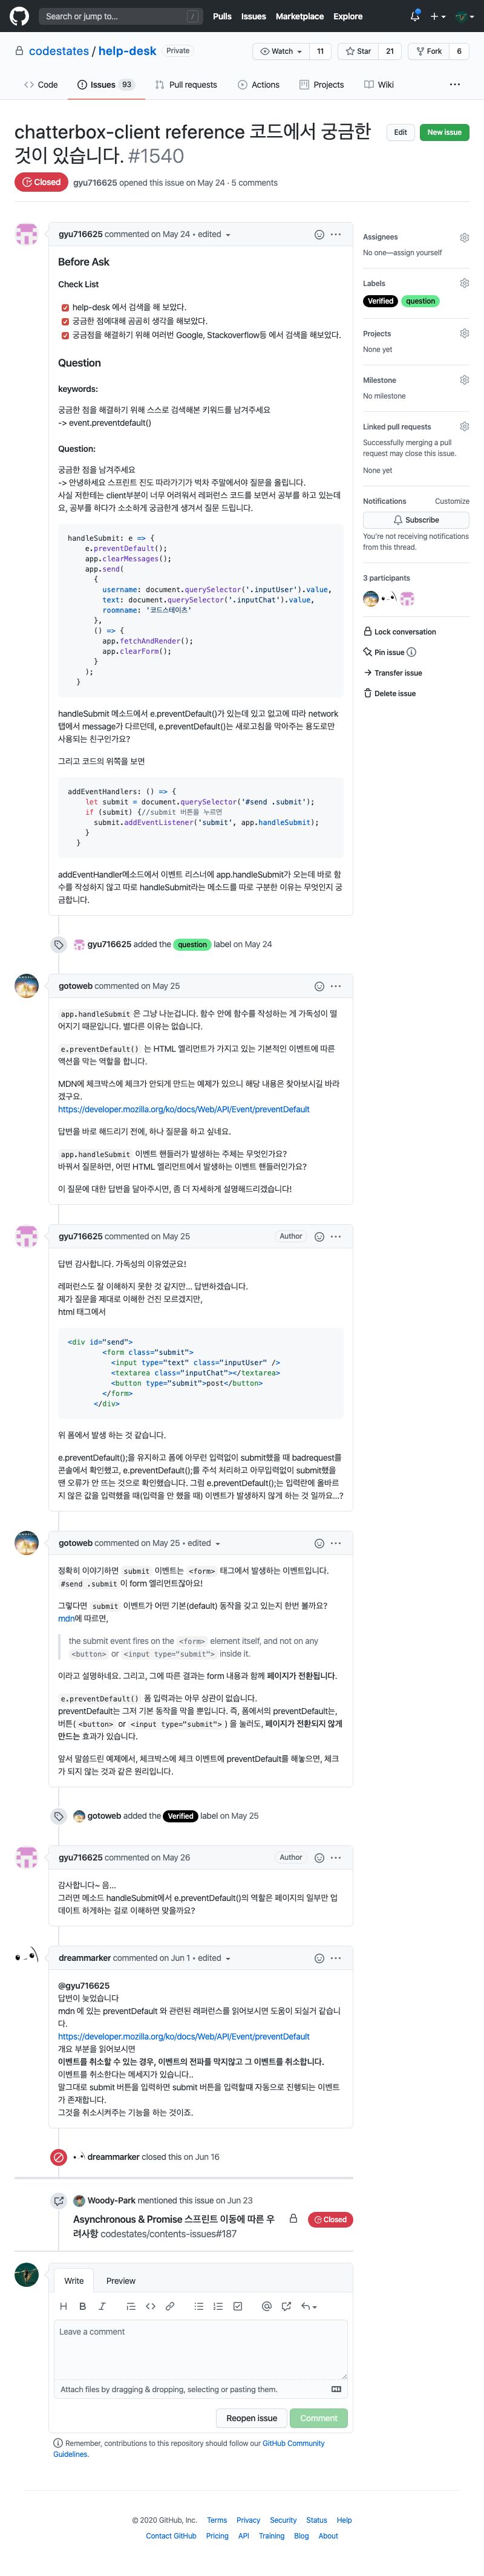 Search or jump to...
/
Pulls Issues Marketplace Explore
codestates / help-desk Private
Watch 11 Star 21 Fork 6
Code Issues 93 Pull requests Actions Projects Wiki
chatterbox-client reference 코드에서 궁금한
것이 있습니다. #1540
Edit New issue
Closed gyu716625 opened this issue on May 24 · 5 comments
gyu716625 commented on May 24 • edited
Before Ask
Check List
help-desk 에서 검색을 해 보았다.
궁금한 점에대해 곰곰히 생각을 해보았다.
궁금점을 해결하기 위해 여러번 Google, Stackoverflow등 에서 검색을 해보았다.
Question
keywords:
궁금한 점을 해결하기 위해 스스로 검색해본 키워드를 남겨주세요
-> event.preventdefault()
Question:
궁금한 점을 남겨주세요
-> 안녕하세요 스프린트 진도 따라가기가 벅차 주말에서야 질문을 올립니다.
사실 저한테는 client부분이 너무 어려워서 레퍼런스 코드를 보면서 공부를 하고 있는데
요, 공부를 하다가 소소하게 궁금한게 생겨서 질문 드립니다.
handleSubmit: e => {
e.preventDefault();
app.clearMessages();
app.send(
{
username: document.querySelector('.inputUser').value,
text: document.querySelector('.inputChat').value,
roomname: '코드스테이츠'
},
() => {
app.fetchAndRender();
app.clearForm();
}
);
}
handleSubmit 메소드에서 e.preventDefault()가 있는데 있고 없고에 따라 network
탭에서 message가 다르던데, e.preventDefault()는 새로고침을 막아주는 용도로만
사용되는 친구인가요?
그리고 코드의 위쪽을 보면
addEventHandlers: () => {
let submit = document.querySelector('#send .submit');
if (submit) {//submit 버튼을 누르면
submit.addEventListener('submit', app.handleSubmit);
}
}
addEventHandler메소드에서 이벤트 리스너에 app.handleSubmit가 오는데 바로 함
수를 작성하지 않고 따로 handleSubmit라는 메소드를 따로 구분한 이유는 무엇인지 궁
금합니다.
gyu716625 added the question label on May 24
gotoweb commented on May 25
app.handleSubmit 은 그냥 나눈겁니다. 함수 안에 함수를 작성하는 게 가독성이 떨
어지기 때문입니다. 별다른 이유는 없습니다.
e.preventDefault() 는 HTML 엘리먼트가 가지고 있는 기본적인 이벤트에 따른
액션을 막는 역할을 합니다.
MDN에 체크박스에 체크가 안되게 만드는 예제가 있으니 해당 내용은 찾아보시길 바라
겠구요.
https://developer.mozilla.org/ko/docs/Web/API/Event/preventDefault
답변을 바로 해드리기 전에, 하나 질문을 하고 싶네요.
app.handleSubmit 이벤트 핸들러가 발생하는 주체는 무엇인가요?
바꿔서 질문하면, 어떤 HTML 엘리먼트에서 발생하는 이벤트 핸들러인가요?
이 질문에 대한 답변을 달아주시면, 좀 더 자세하게 설명해드리겠습니다!
gyu716625 commented on May 25 Author
답변 감사합니다. 가독성의 이유였군요!
레퍼런스도 잘 이해하지 못한 것 같지만... 답변하겠습니다.
제가 질문을 제대로 이해한 건진 모르겠지만,
html 태그에서
<div id="send">
<form class="submit">
<input type="text" class="inputUser" />
<textarea class="inputChat"></textarea>
<button type="submit">post</button>
</form>
</div>
위 폼에서 발생 하는 것 같습니다.
e.preventDefault();을 유지하고 폼에 아무런 입력없이 submit했을 때 badrequest를
콘솔에서 확인했고, e.preventDefault();를 주석 처리하고 아무입력없이 submit했을
땐 오류가 안 뜨는 것으로 확인했습니다. 그럼 e.preventDefault();는 입력란에 올바르
지 않은 값을 입력했을 때(입력을 안 했을 때) 이벤트가 발생하지 않게 하는 것 일까요...?
gotoweb commented on May 25 • edited
정확히 이야기하면 submit 이벤트는 <form> 태그에서 발생하는 이벤트입니다.
#send .submit 이 form 엘리먼트잖아요!
그렇다면 submit 이벤트가 어떤 기본(default) 동작을 갖고 있는지 한번 볼까요?
mdn에 따르면,
the submit event fires on the <form> element itself, and not on any
<button> or <input type="submit"> inside it.
이라고 설명하네요. 그리고, 그에 따른 결과는 form 내용과 함께 페이지가 전환됩니다.
e.preventDefault() 폼 입력과는 아무 상관이 없습니다.
preventDefault는 그저 기본 동작을 막을 뿐입니다. 즉, 폼에서의 preventDefault는,
버튼( <button> or <input type="submit"> ) 을 눌러도, 페이지가 전환되지 않게
만드는 효과가 있습니다.
앞서 말씀드린 예제에서, 체크박스에 체크 이벤트에 preventDefault를 해놓으면, 체크
가 되지 않는 것과 같은 원리입니다.
gotoweb added the Verified label on May 25
gyu716625 commented on May 26 Author
감사합니다~ 음...
그러면 메소드 handleSubmit에서 e.preventDefault()의 역할은 페이지의 일부만 업
데이트 하게하는 걸로 이해하면 맞을까요?
dreammarker commented on Jun 1 • edited
@gyu716625
답변이 늦었습니다
mdn 에 있는 preventDefault 와 관련된 래퍼런스를 읽어보시면 도움이 되실거 같습니
다.
https://developer.mozilla.org/ko/docs/Web/API/Event/preventDefault
개요 부분을 읽어보시면
이벤트를 취소할 수 있는 경우, 이벤트의 전파를 막지않고 그 이벤트를 취소합니다.
이벤트를 취소한다는 메세지가 있습니다..
말그대로 submit 버튼을 입력하면 submit 버튼을 입력할때 자동으로 진행되는 이벤트
가 존재합니다.
그것을 취소시켜주는 기능을 하는 것이죠.
dreammarker closed this on Jun 16
Woody-Park mentioned this issue on Jun 23
Asynchronous & Promise 스프린트 이동에 따른 우
려사항 codestates/contents-issues#187
Closed
Write Preview
Leave a comment
Attach files by dragging & dropping, selecting or pasting them.
Reopen issue Comment
Remember, contributions to this repository should follow our GitHub Community
Guidelines.
Assignees
No one—assign yourself
Labels
Verified question
Projects
None yet
Milestone
No milestone
Linked pull requests
Successfully merging a pull
request may close this issue.
None yet
Notifications Customize
Subscribe
You're not receiving notifications
from this thread.
3 participants
Lock conversation
Pin issue
Transfer issue
Delete issue
© 2020 GitHub, Inc. Terms Privacy Security Status Help
Contact GitHub Pricing API Training Blog About